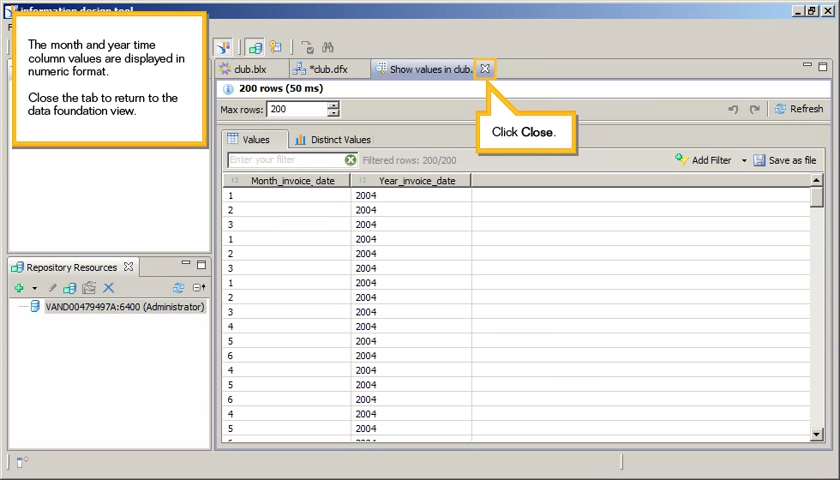 information design tool
The month and year time
column values are displayed in
numeric format.
Close the tab to return to the
data foundation view.
club.blx
*club.dfx
Show values in club.
200 rows (50 ms)
Max rows: 200
Refresh
Click Close.
Values
Distinct Values
Enter your filter
Filtered rows: 200/200
Add Filter
Save as file
12 Month_invoice_date 12 Year_invoice_date
1 2004
2 2004
3 2004
1 2004
2 2004
3 2004
1 2004
2 2004
3 2004
4 2004
5 2004
6 2004
4 2004
5 2004
6 2004
4 2004
5 2004
Repository Resources
VAND00479497A:6400 (Administrator)